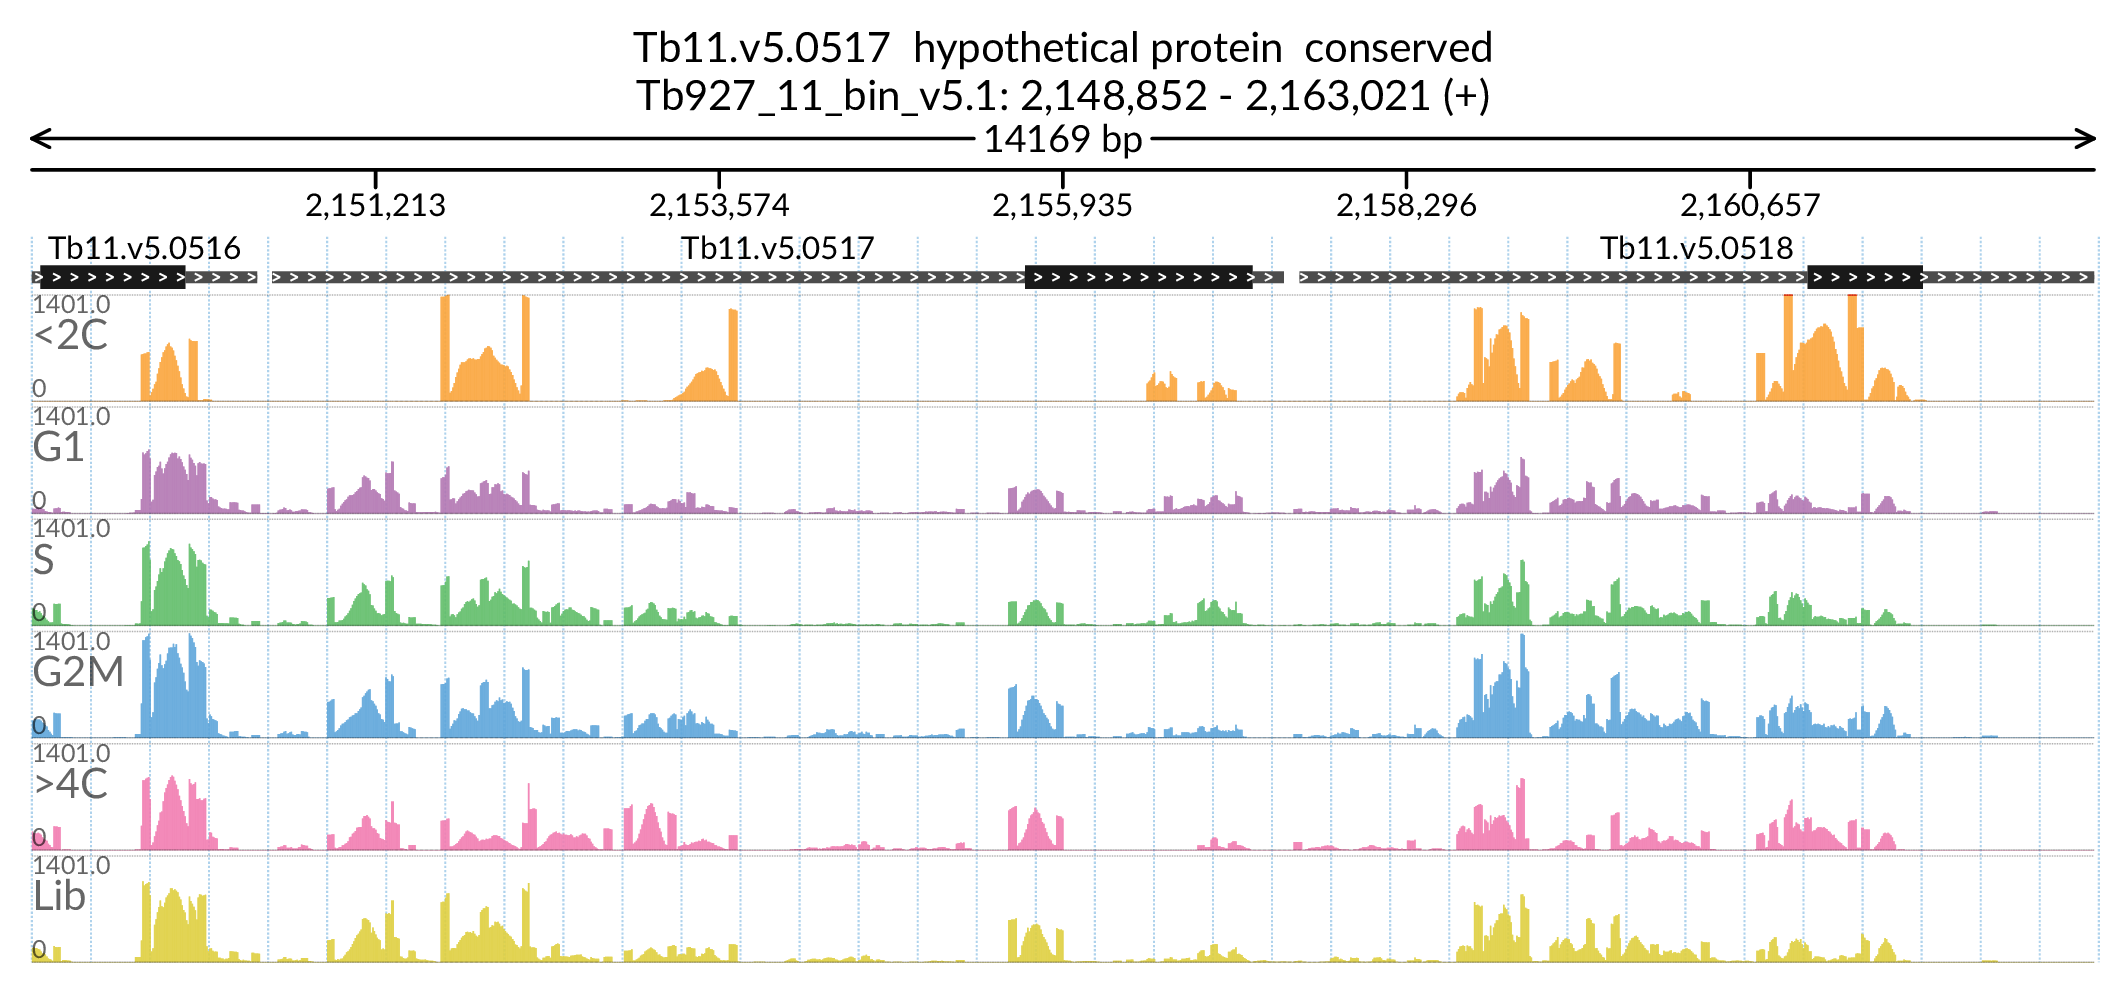 Tb11.v5.0517 hypothetical protein conserved
Tb927_11_bin_v5.1: 2,148,852 - 2,163,021 (+)
14169 bp
2,151,213 2,153,574 2,155,935 2,158,296 2,160,657
Tb11.v5.0516 Tb11.v5.0517 Tb11.v5.0518
1401.0
<2C
0
1401.0
G1
0
1401.0
S
0
1401.0
G2M
0
1401.0
>4C
0
1401.0
Lib
0